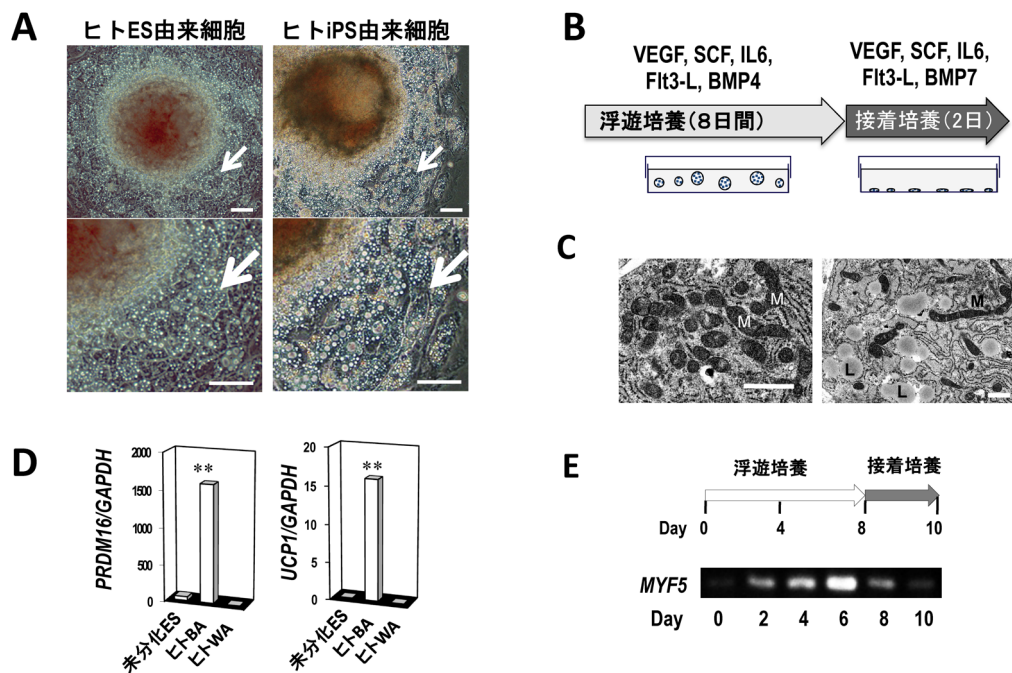 A
ヒトES由来細胞
ヒトiPS由来細胞
B
VEGF, SCF, IL6,
Flt3-L, BMP4
VEGF, SCF, IL6,
Flt3-L, BMP7
浮遊培養(8日間)
接着培養(2日)
C
M
M
M
L
L
D
PRDM16/GAPDH
2000
1500
1000
500
0
**
未分化ES
ヒトBA
ヒトWA
UCP1/GAPDH
20
15
10
5
0
**
未分化ES
ヒトBA
ヒトWA
E
浮遊培養
接着培養
Day 0 4 8 10
MYF5
Day 0 2 4 6 8 10